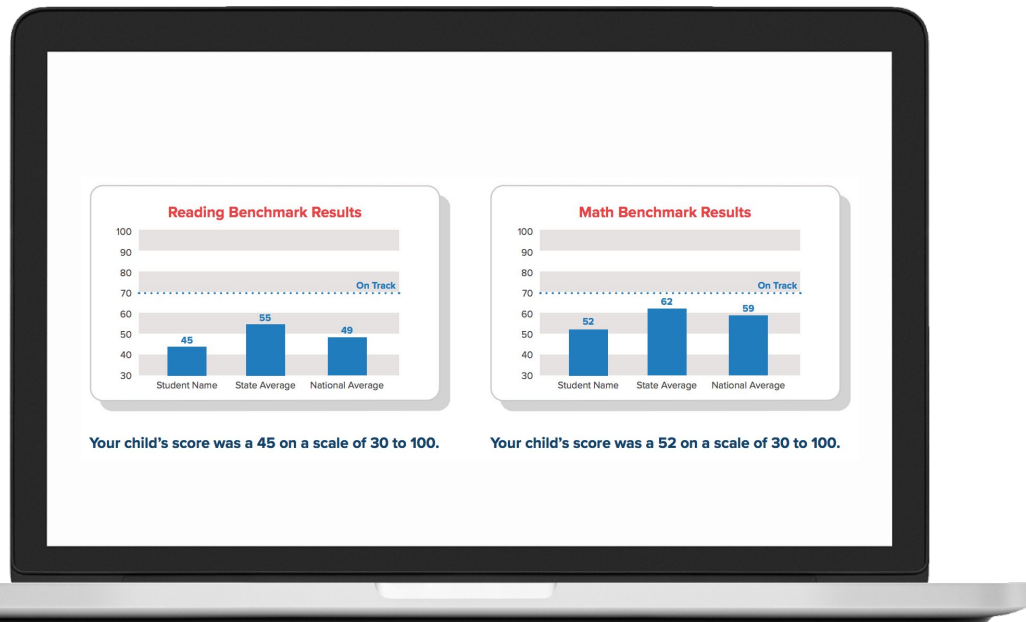 Reading Benchmark Results
100
90
80
On Track
70
60
55
50
49
45
40
30
Student Name State Average National Average
Your child's score was a 45 on a scale of 30 to 100.
Math Benchmark Results
100
90
80
On Track
70
62
60
59
52
50
40
30
Student Name State Average National Average
Your child's score was a 52 on a scale of 30 to 100.